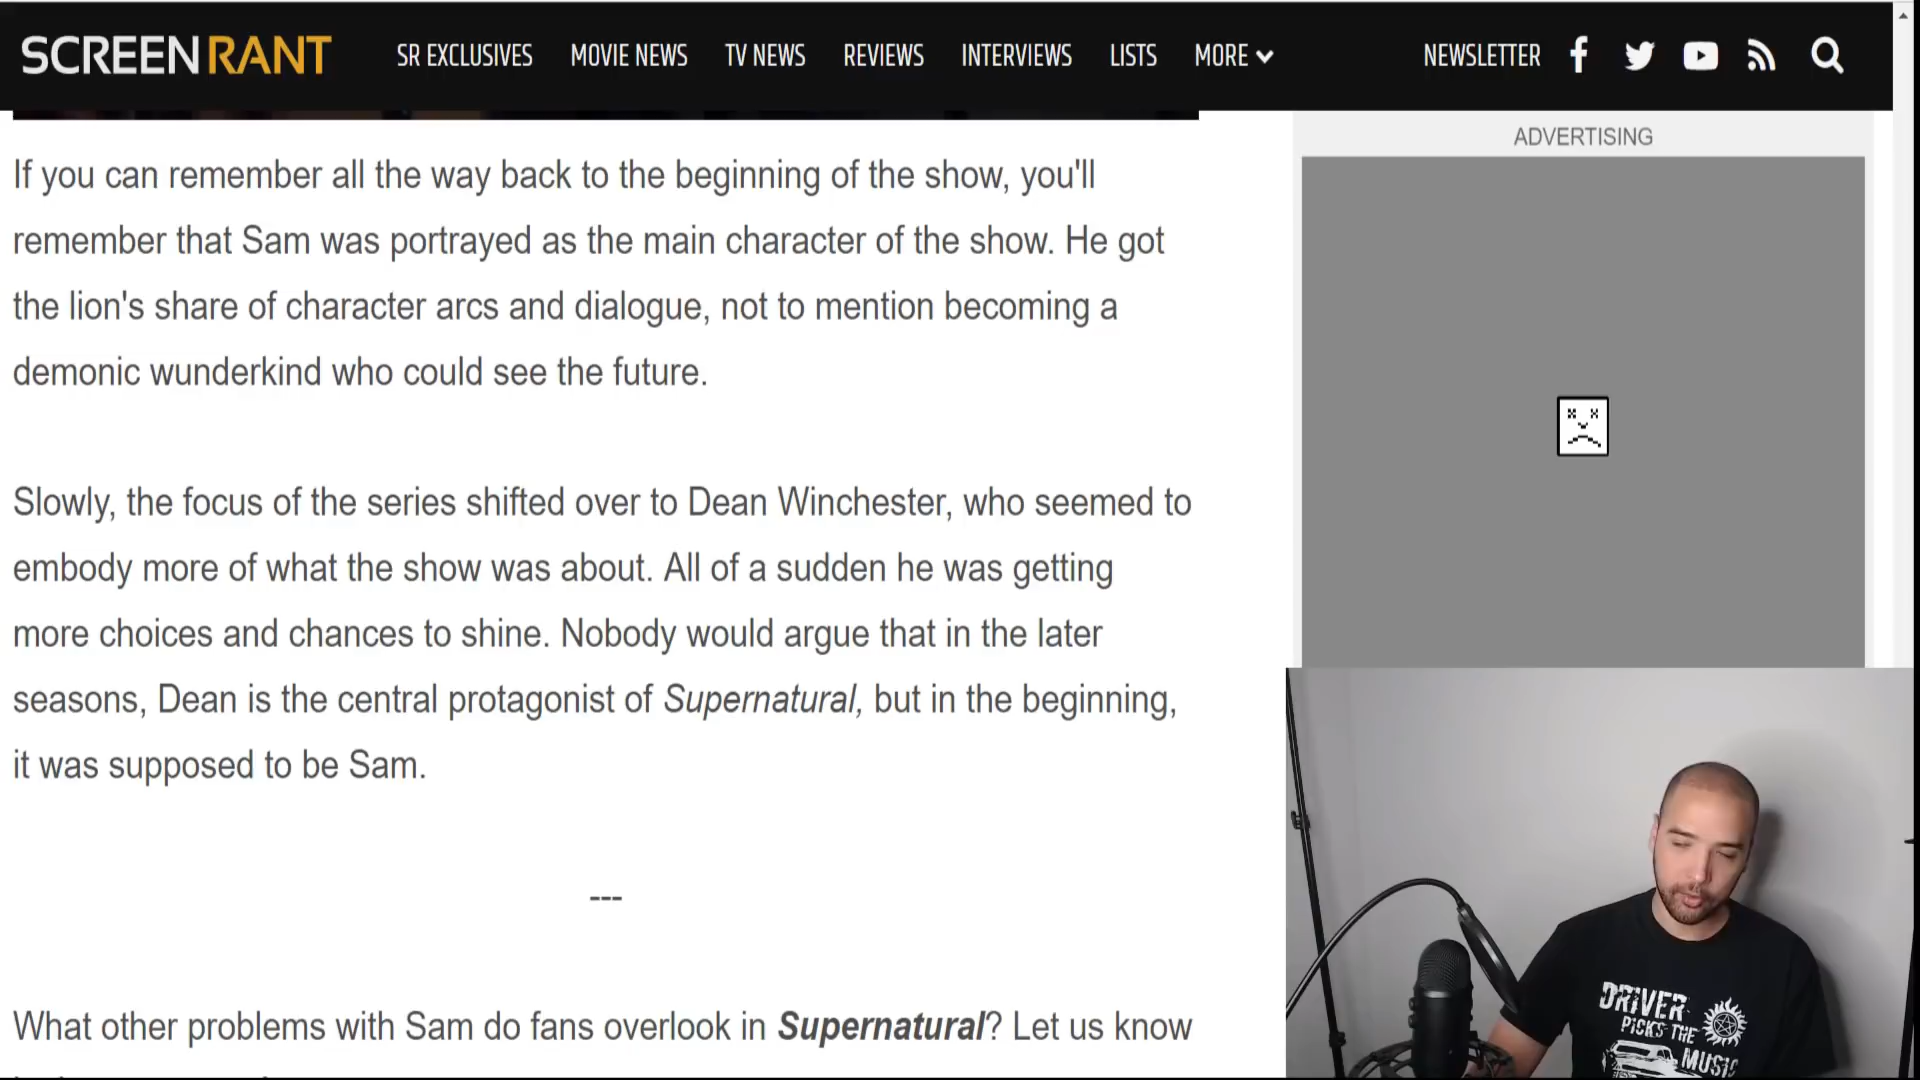 SCREENRANT SR EXCLUSIVES MOVIE NEWS TV NEWS REVIEWS INTERVIEWS LISTS MORE NEWSLETTER
ADVERTISING
If you can remember all the way back to the beginning of the show, you'll
remember that Sam was portrayed as the main character of the show. He got
the lion's share of character arcs and dialogue, not to mention becoming a
demonic wunderkind who could see the future.
Slowly, the focus of the series shifted over to Dean Winchester, who seemed to
embody more of what the show was about. All of a sudden he was getting
more choices and chances to shine. Nobody would argue that in the later
seasons, Dean is the central protagonist of Supernatural, but in the beginning,
it was supposed to be Sam.
---
What other problems with Sam do fans overlook in Supernatural? Let us know
DRIVER
PICKS THE
MUSIC